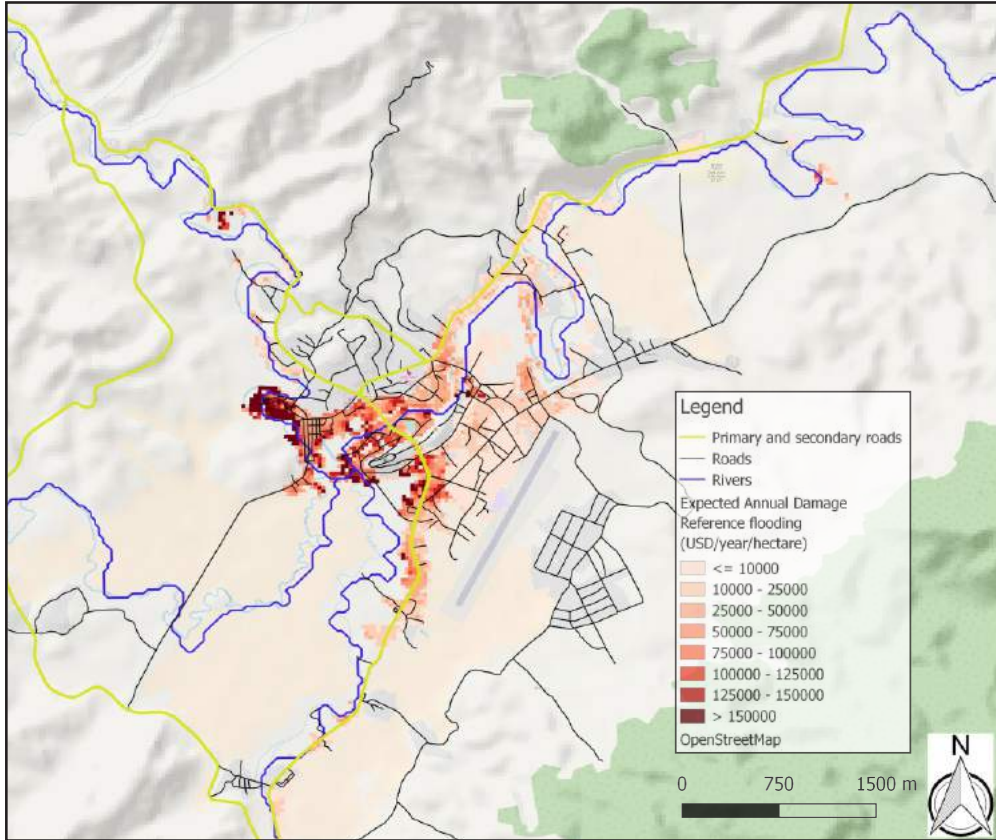 Legend
Primary and secondary roads
Roads
Rivers
Expected Annual Damage
Reference flooding
(USD/year/hectare)
<= 10000
10000 - 25000
25000 - 50000
50000 - 75000
75000 - 100000
100000 - 125000
125000 - 150000
> 150000
OpenStreetMap
0 750 1500 m
N